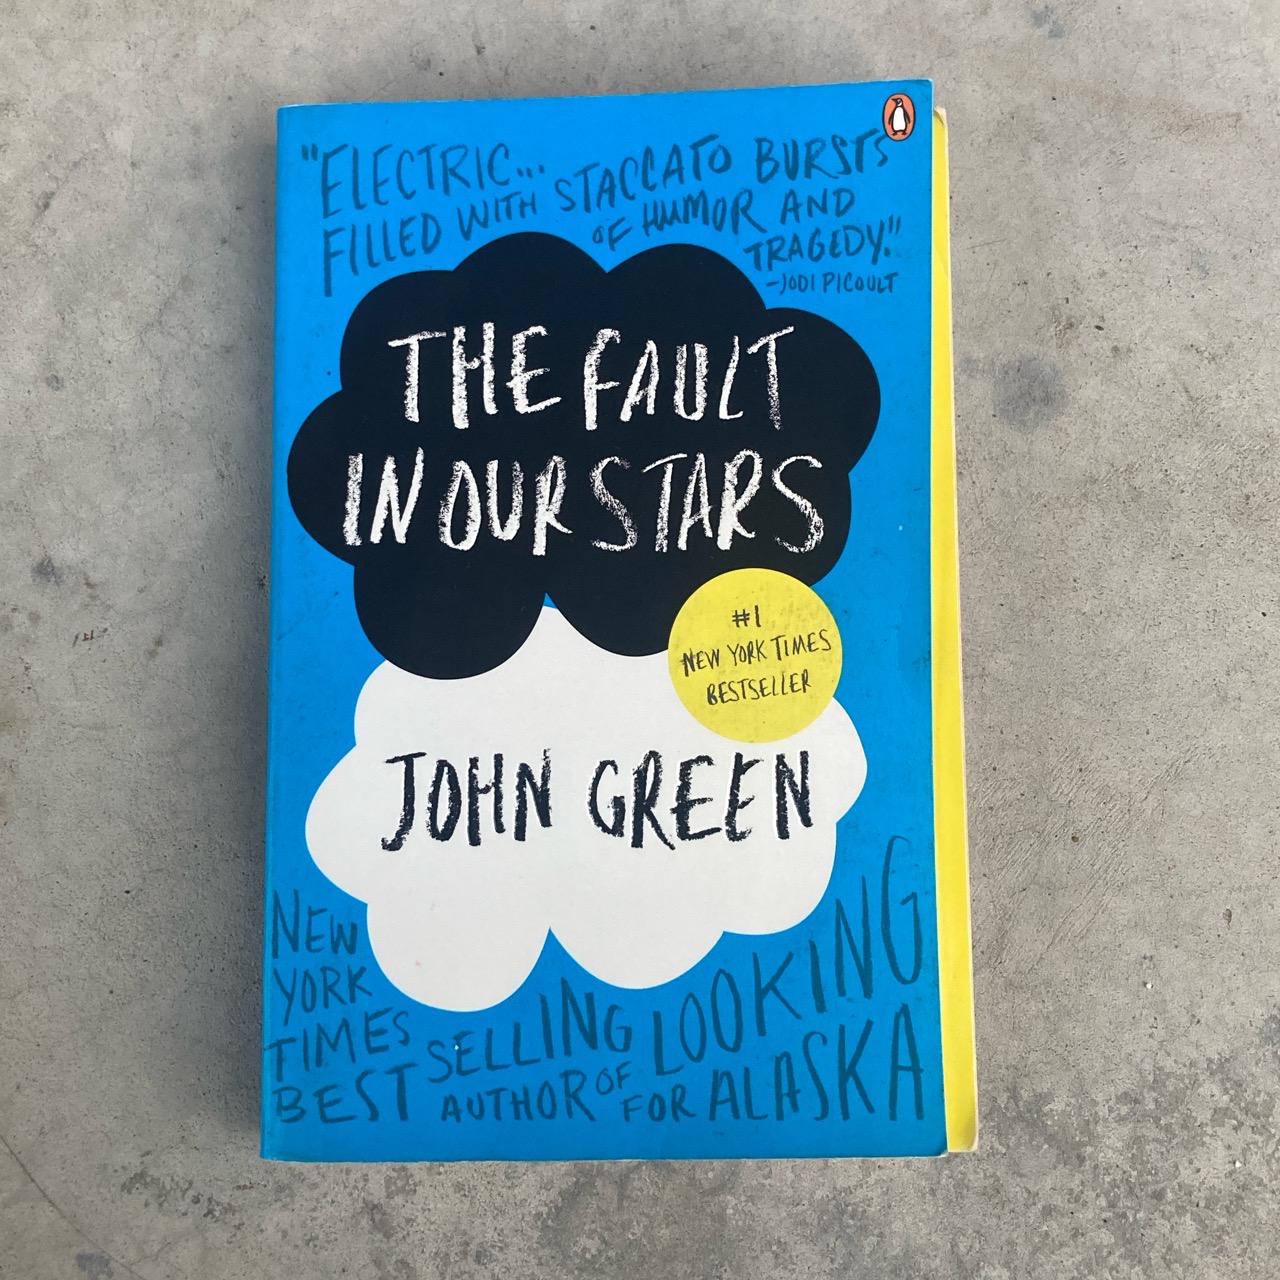 "ELECTRIC...
FILLED WITH STACCATO BURSTS
OF HUMOR AND
TRAGEDY."
-JODI PICOULT
THE FAULT
IN OUR STARS
#1
NEW YORK TIMES
BESTSELLER
JOHN GREEN
NEW
YORK
TIMES
BEST SELLING
AUTHOR OF
LOOKING
FOR ALASKA